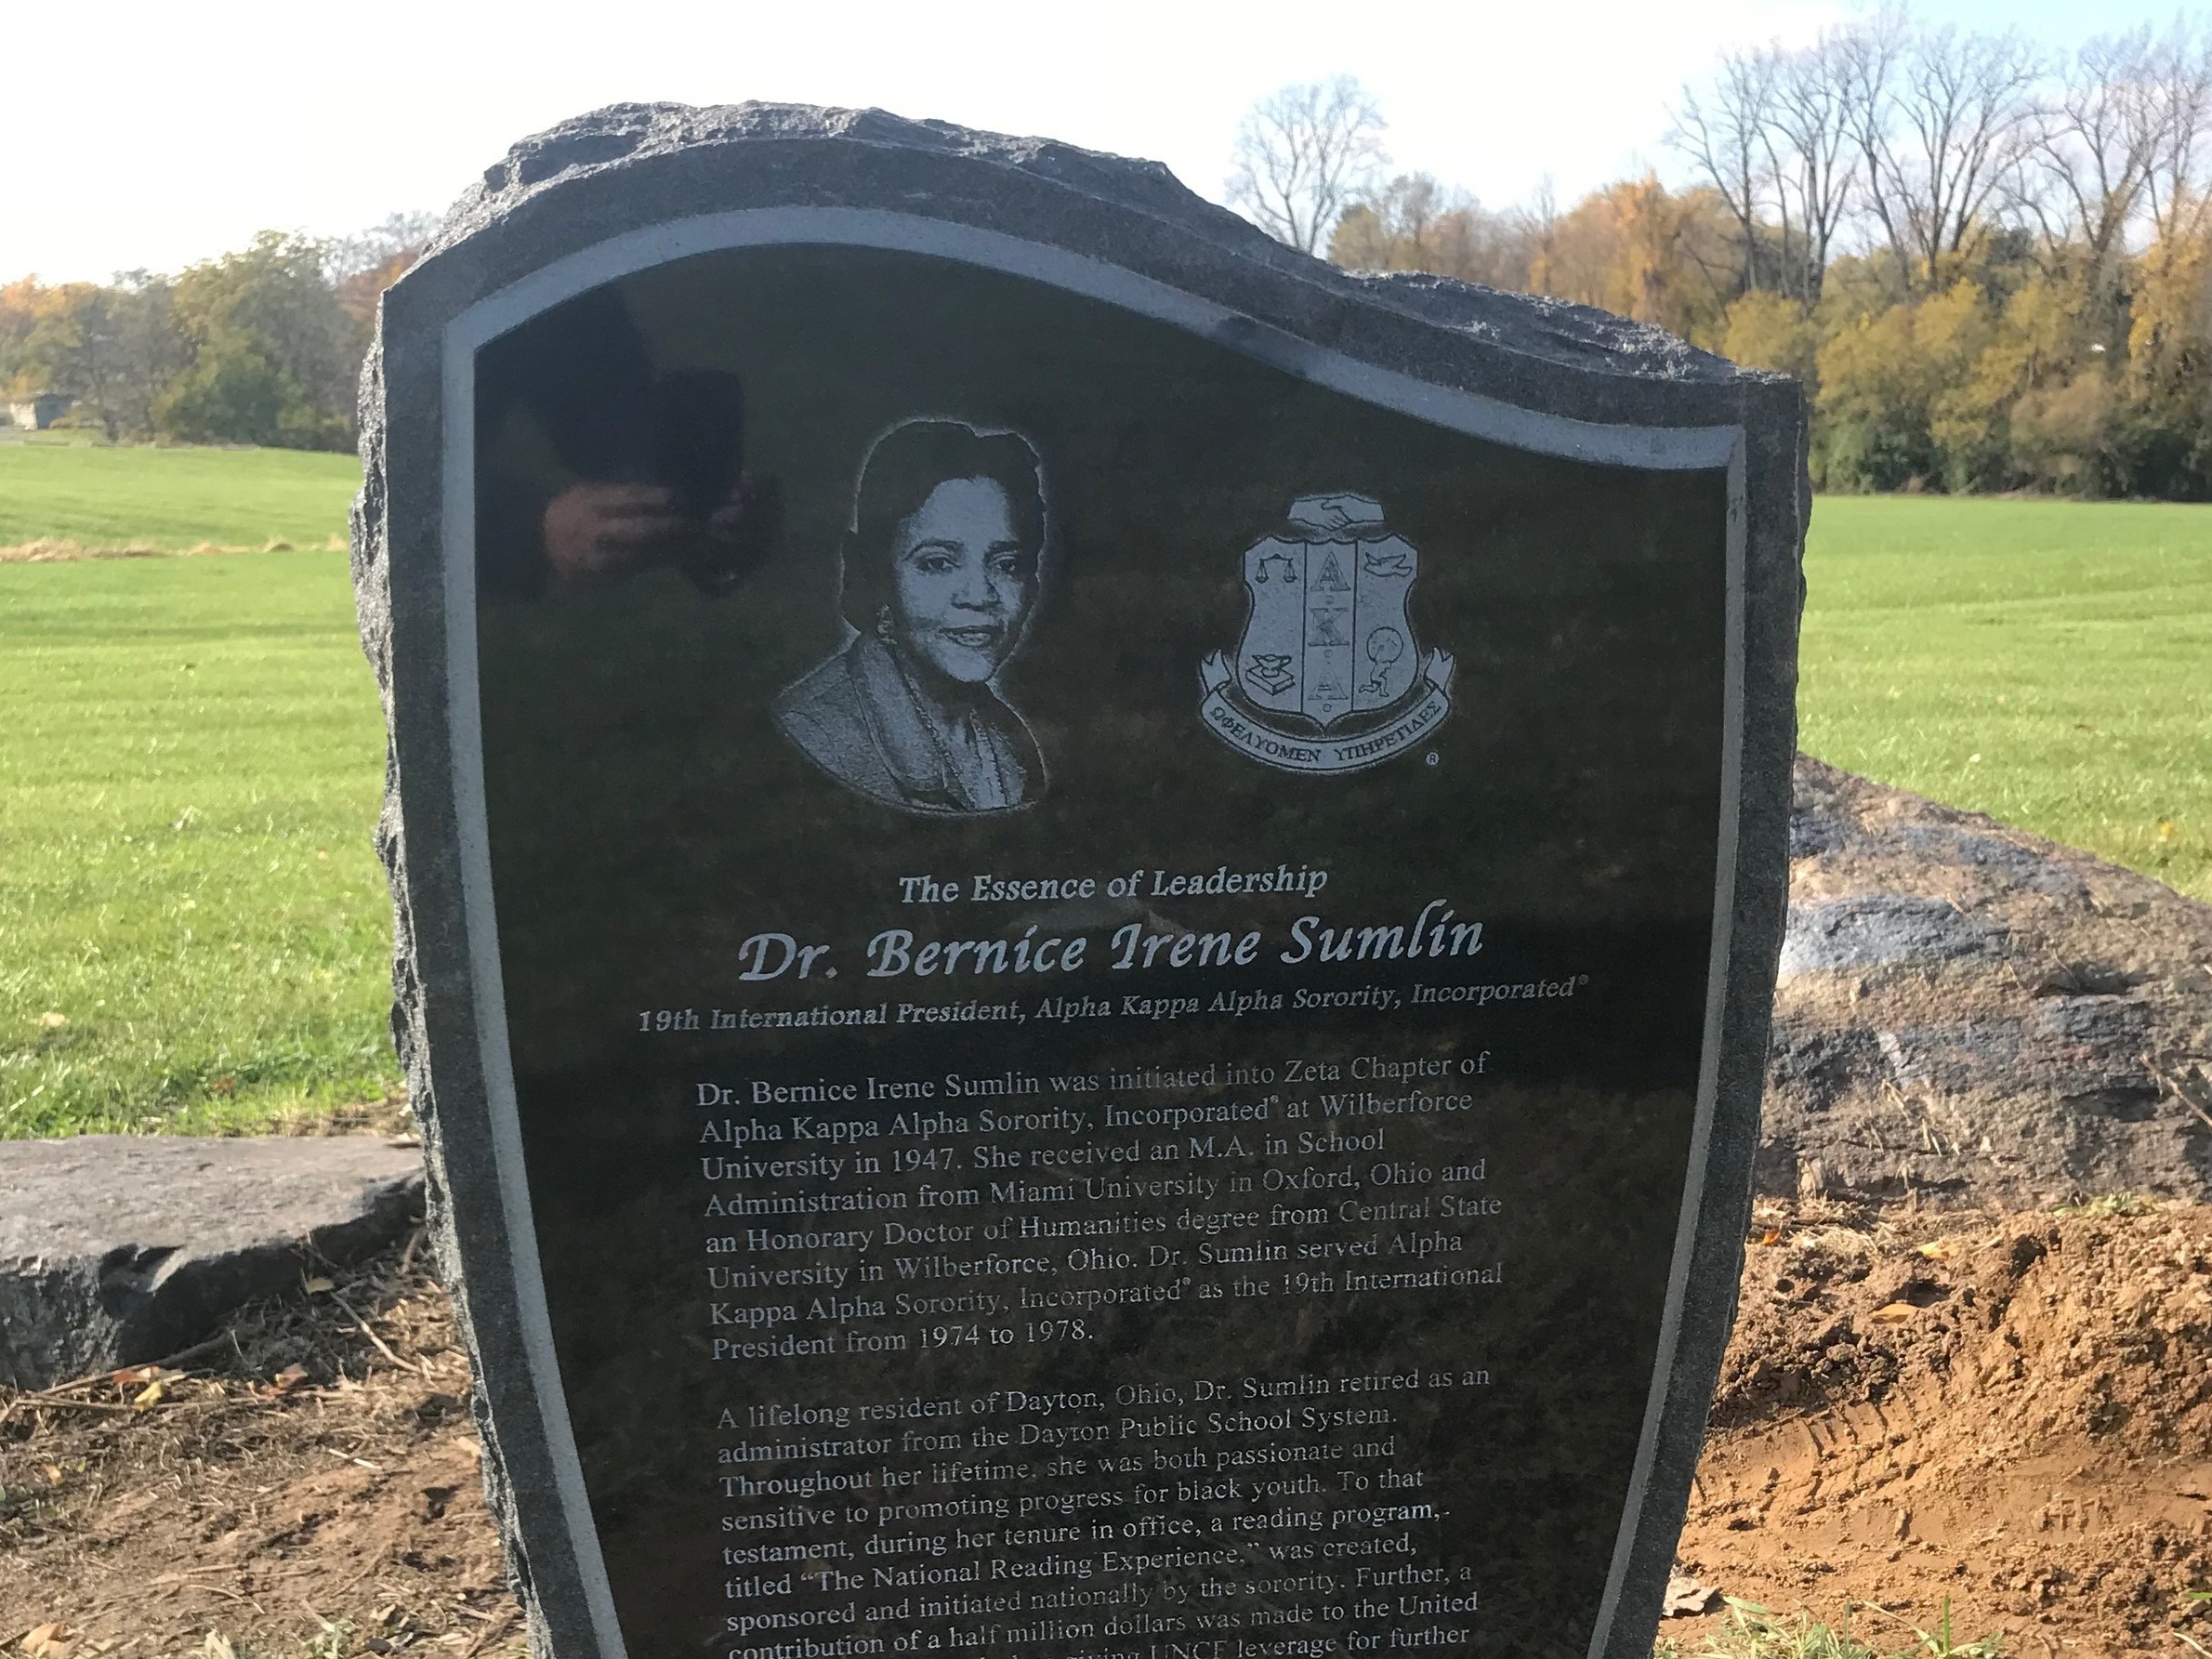 A
K
A
ΩΦΕΛΥΟΜΕΝ ΥΠΗΡΕΤΙΔΕΣ ®
The Essence of Leadership
Dr. Bernice Irene Sumlin
19th International President, Alpha Kappa Alpha Sorority, Incorporated®
Dr. Bernice Irene Sumlin was initiated into Zeta Chapter of
Alpha Kappa Alpha Sorority, Incorporated® at Wilberforce
University in 1947. She received an M.A. in School
Administration from Miami University in Oxford, Ohio and
an Honorary Doctor of Humanities degree from Central State
University in Wilberforce, Ohio. Dr. Sumlin served Alpha
Kappa Alpha Sorority, Incorporated® as the 19th International
President from 1974 to 1978.
A lifelong resident of Dayton, Ohio, Dr. Sumlin retired as an
administrator from the Dayton Public School System.
Throughout her lifetime, she was both passionate and
sensitive to promoting progress for black youth. To that
testament, during her tenure in office, a reading program,
titled “The National Reading Experience,” was created,
sponsored and initiated nationally by the sorority. Further, a
contribution of a half million dollars was made to the United
giving UNCF leverage for further